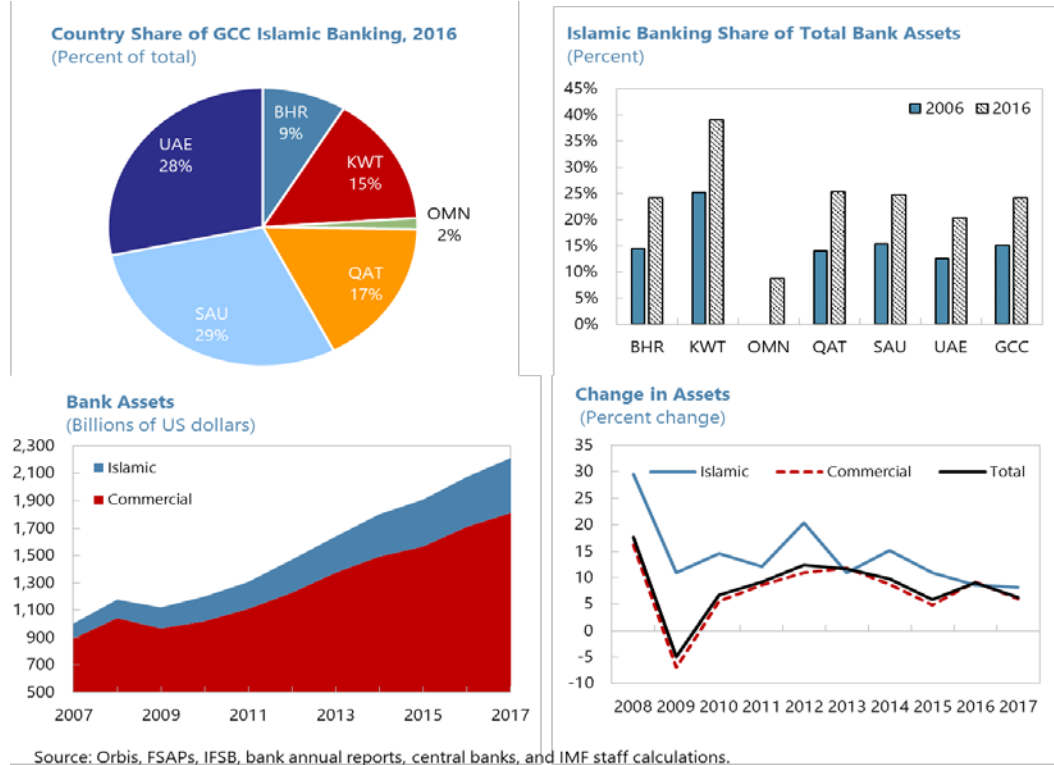 Country Share of GCC Islamic Banking, 2016
(Percent of total)
BHR
9%
KWT
15%
OMN
2%
QAT
17%
SAU
29%
UAE
28%
Islamic Banking Share of Total Bank Assets
(Percent)
45%
40%
35%
30%
25%
20%
15%
10%
5%
0%
2006 2016
BHR KWT OMN QAT SAU UAE GCC
Bank Assets
(Billions of US dollars)
2,300
2,100
1,900
1,700
1,500
1,300
1,100
900
700
500
Islamic
Commercial
2007 2009 2011 2013 2015 2017
Change in Assets
(Percent change)
35
30
25
20
15
10
5
0
-5
-10
Islamic Commercial Total
2008 2009 2010 2011 2012 2013 2014 2015 2016 2017
Source: Orbis, FSAPs, IFSB, bank annual reports, central banks, and IMF staff calculations.